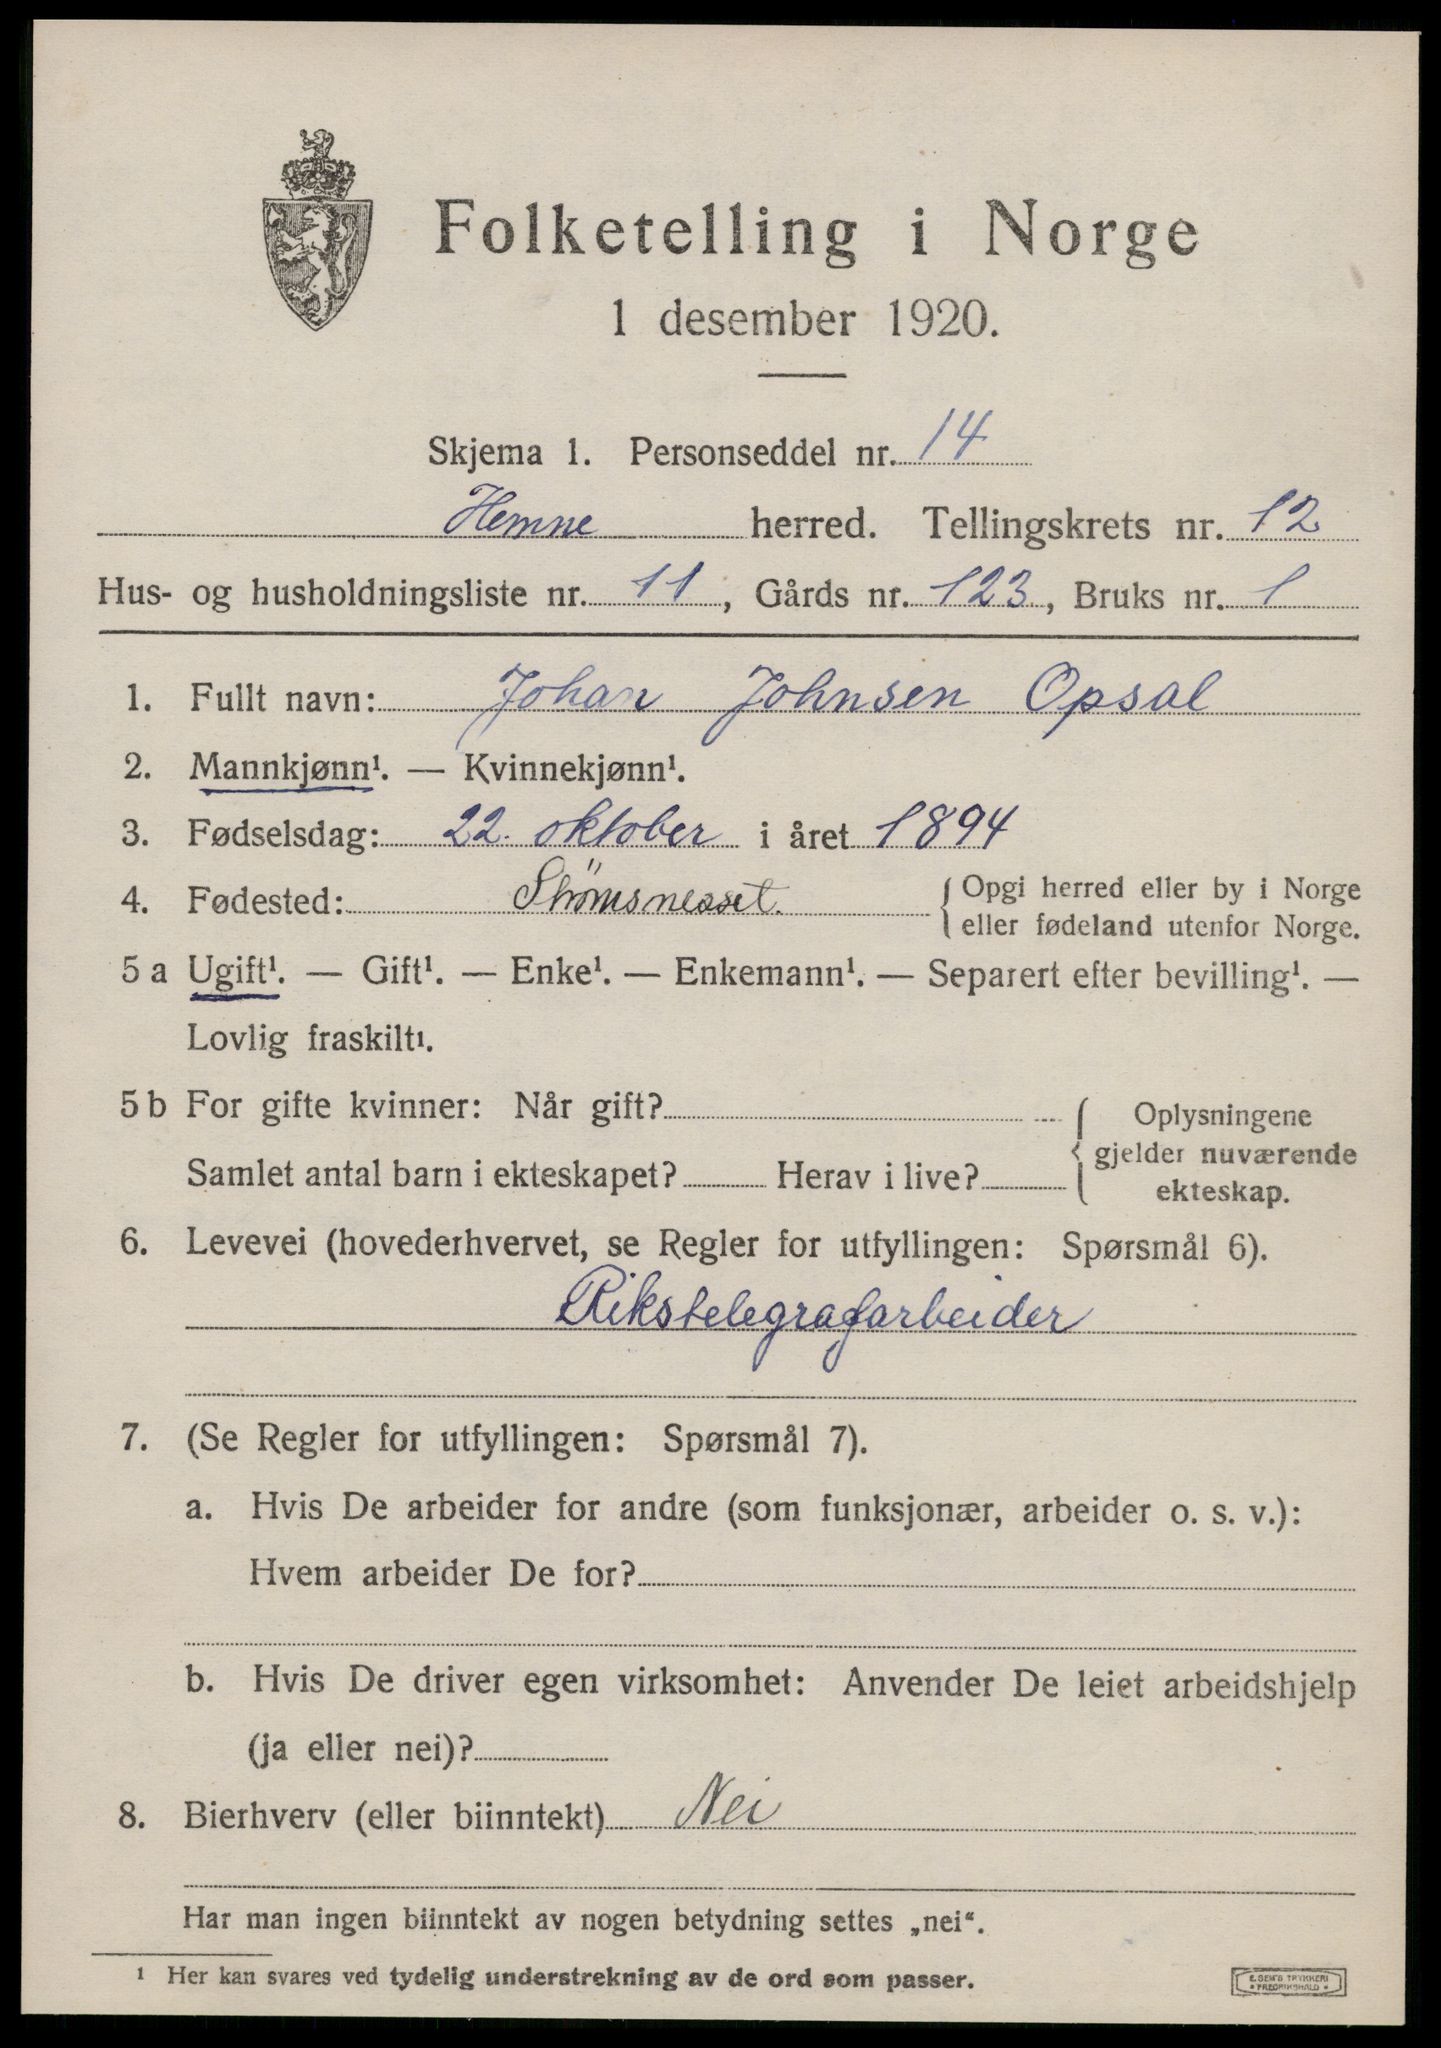 Folketelling i Norge
1 desember 1920.
Skjema 1. Personseddel nr. 14
Hemne herred. Tellingskrets nr. 12
Hus- og husholdningsliste nr. 11, Gårds nr. 123, Bruks nr. 1
1. Fullt navn: Johan Johnsen Opsal
2. Mannkjønn¹. — Kvinnekjønn¹.
3. Fødselsdag: 22. oktober i året 1894
4. Fødested: Strømsnesset. { Opgi herred eller by i Norge
eller fødeland utenfor Norge.
5 a Ugift¹. — Gift¹. — Enke¹. — Enkemann¹. — Separert efter bevilling¹. —
Lovlig fraskilt¹.
5 b For gifte kvinner: Når gift?
Samlet antal barn i ekteskapet? Herav i live?
{ Oplysningene
gjelder nuværende
ekteskap.
6. Levevei (hovederhvervet, se Regler for utfyllingen: Spørsmål 6).
Rikstelegrafarbeider
7. (Se Regler for utfyllingen: Spørsmål 7).
a. Hvis De arbeider for andre (som funksjonær, arbeider o. s. v.):
Hvem arbeider De for?
b. Hvis De driver egen virksomhet: Anvender De leiet arbeidshjelp
(ja eller nei)?
8. Bierhverv (eller biinntekt) Nei
Har man ingen biinntekt av nogen betydning settes „nei“.
¹ Her kan svares ved tydelig understrekning av de ord som passer.
E. SEM'S TRYKKERI
* FREDRIKSHALD *